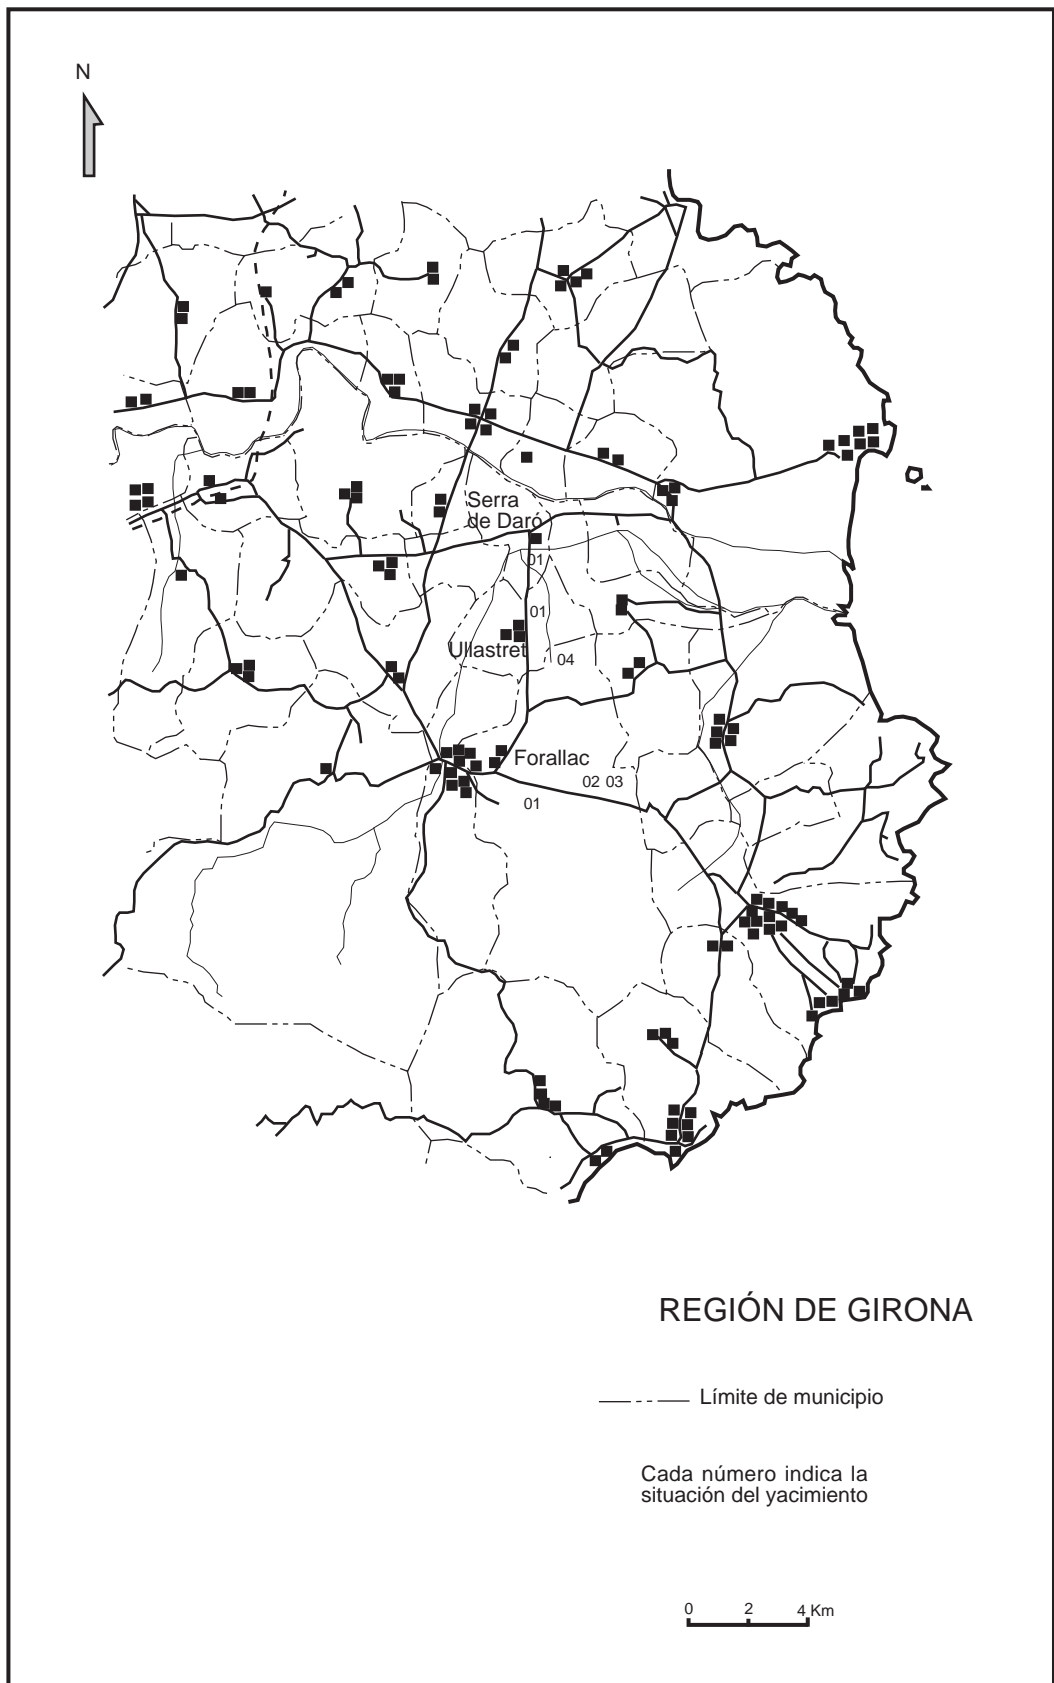 N
Serra
de Daró
01
01
Ullastret
04
Forallac
02 03
01
REGIÓN DE GIRONA
Límite de municipio
Cada número indica la
situación del yacimiento
0 2 4 Km